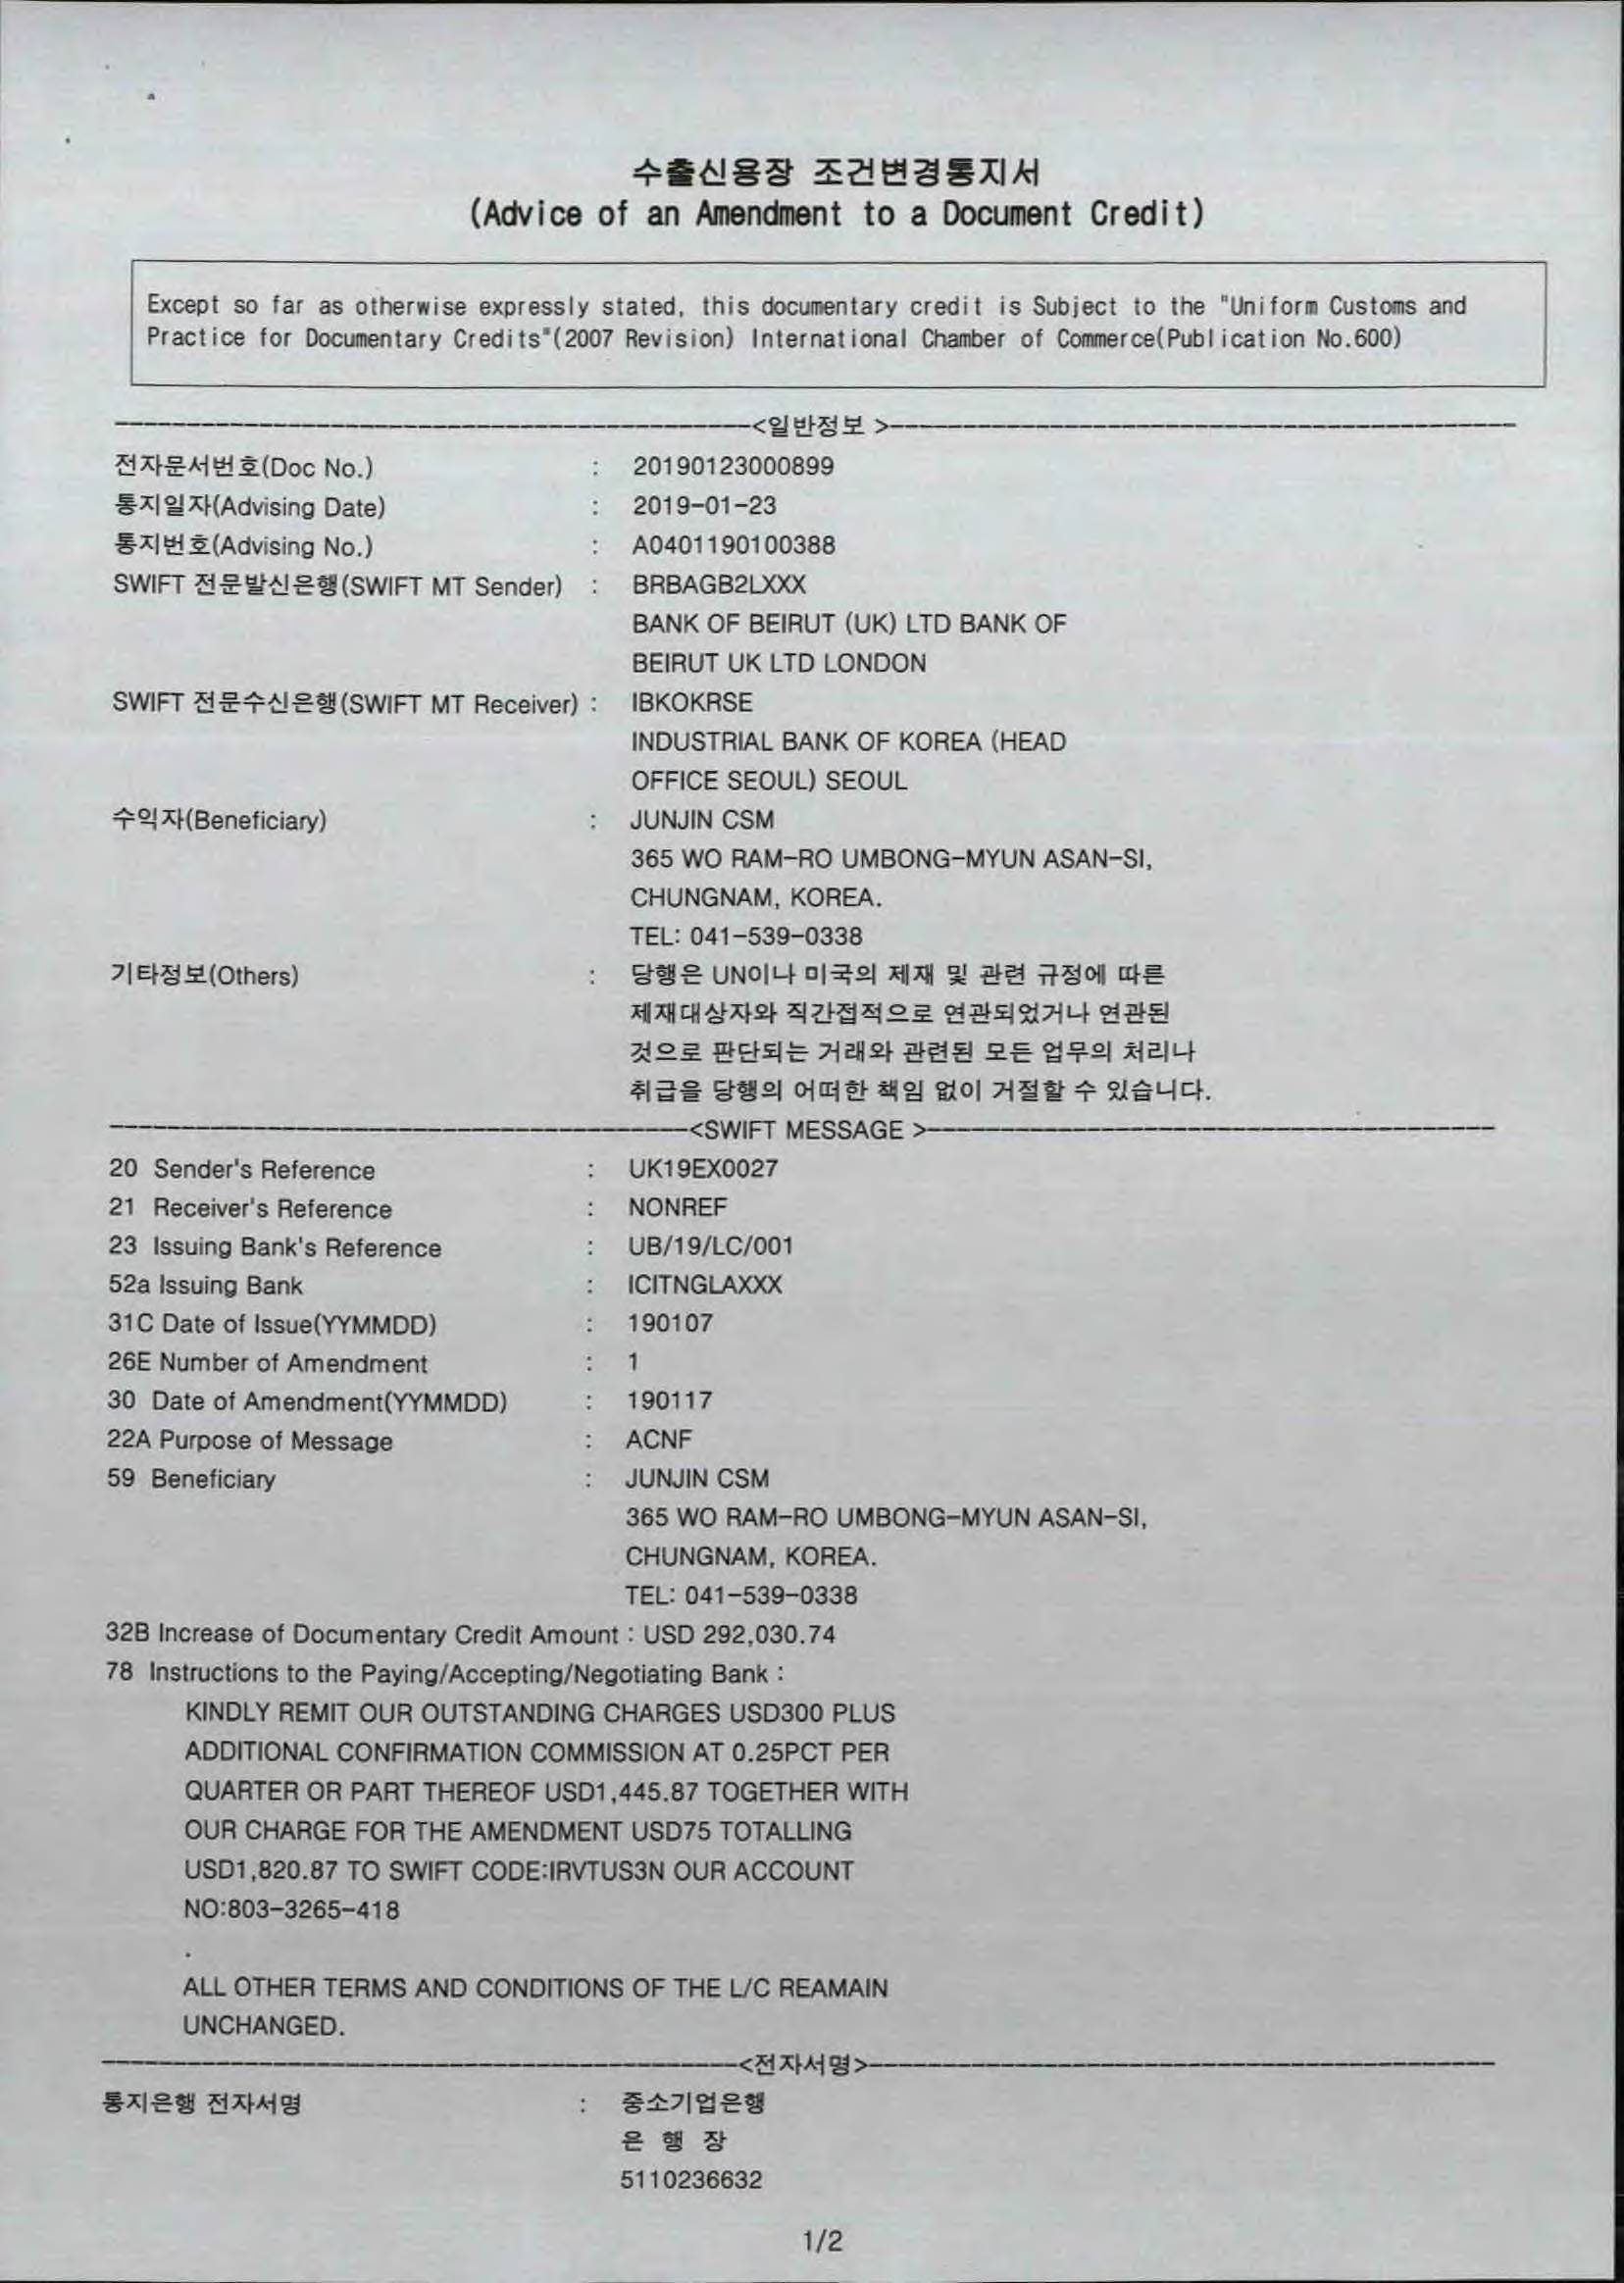 수출신용장 조건변경통지서
(Advice of an Amendment to a Document Credit)
Except so far as otherwise expressly stated, this documentary credit is Subject to the "Uniform Customs and
Practice for Documentary Credits"(2007 Revision) International Chamber of Commerce(Publication No.600)
<일반정보 >
전자문서번호(Doc No.) : 20190123000899
통지일자(Advising Date) : 2019-01-23
통지번호(Advising No.) : A0401190100388
SWIFT 전문발신은행(SWIFT MT Sender) : BRBAGB2LXXX
BANK OF BEIRUT (UK) LTD BANK OF
BEIRUT UK LTD LONDON
SWIFT 전문수신은행(SWIFT MT Receiver) : IBKOKRSE
INDUSTRIAL BANK OF KOREA (HEAD
OFFICE SEOUL) SEOUL
수익자(Beneficiary) : JUNJIN CSM
365 WO RAM-RO UMBONG-MYUN ASAN-SI,
CHUNGNAM, KOREA.
TEL: 041-539-0338
기타정보(Others) : 당행은 UN이나 미국의 제재 및 관련 규정에 따른
제재대상자와 직간접적으로 연관되었거나 연관된
것으로 판단되는 거래와 관련된 모든 업무의 처리나
취급을 당행의 어떠한 책임 없이 거절할 수 있습니다.
<SWIFT MESSAGE >
20 Sender's Reference : UK19EX0027
21 Receiver's Reference : NONREF
23 Issuing Bank's Reference : UB/19/LC/001
52a Issuing Bank : ICITNGLAXXX
31C Date of Issue(YYMMDD) : 190107
26E Number of Amendment : 1
30 Date of Amendment(YYMMDD) : 190117
22A Purpose of Message : ACNF
59 Beneficiary : JUNJIN CSM
365 WO RAM-RO UMBONG-MYUN ASAN-SI,
CHUNGNAM, KOREA.
TEL: 041-539-0338
32B Increase of Documentary Credit Amount : USD 292,030.74
78 Instructions to the Paying/Accepting/Negotiating Bank :
KINDLY REMIT OUR OUTSTANDING CHARGES USD300 PLUS
ADDITIONAL CONFIRMATION COMMISSION AT 0.25PCT PER
QUARTER OR PART THEREOF USD1,445.87 TOGETHER WITH
OUR CHARGE FOR THE AMENDMENT USD75 TOTALLING
USD1,820.87 TO SWIFT CODE:IRVTUS3N OUR ACCOUNT
NO:803-3265-418
.
ALL OTHER TERMS AND CONDITIONS OF THE L/C REAMAIN
UNCHANGED.
<전자서명>
통지은행 전자서명 : 중소기업은행
은 행 장
5110236632
1/2